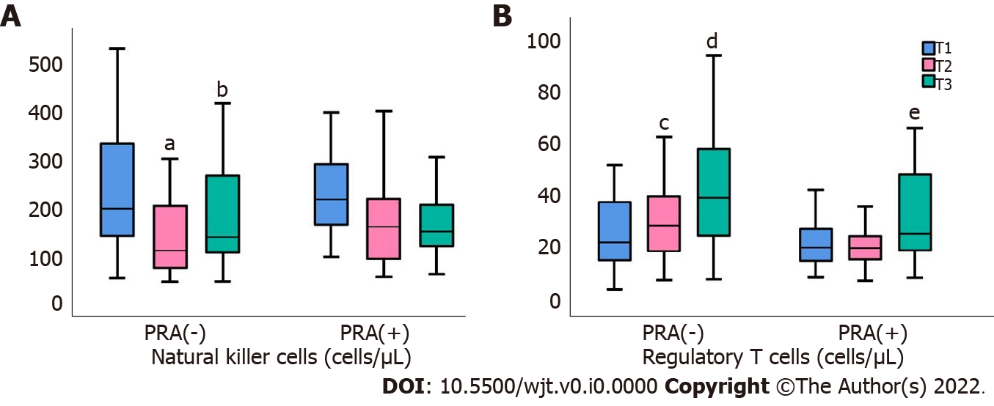 A
500
400
300
200
100
0
a
b
PRA(-)
PRA(+)
Natural killer cells (cells/µL)
B
100
80
60
40
20
0
c
d
e
T1
T2
T3
PRA(-)
PRA(+)
Regulatory T cells (cells/µL)
DOI: 10.5500/wjt.v0.i0.0000 Copyright ©The Author(s) 2022.